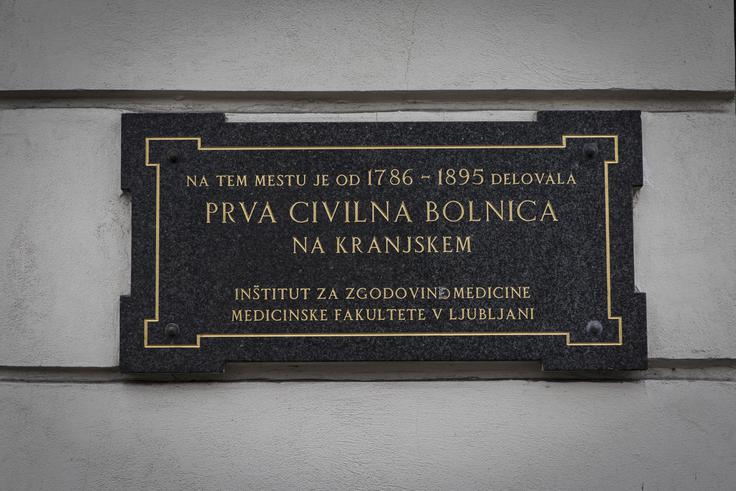 NA TEM MESTU JE OD 1786 - 1895 DELOVALA
PRVA CIVILNA BOLNICA
NA KRANJSKEM
INŠTITUT ZA ZGODOVINO MEDICINE
MEDICINSKE FAKULTETE V LJUBLJANI